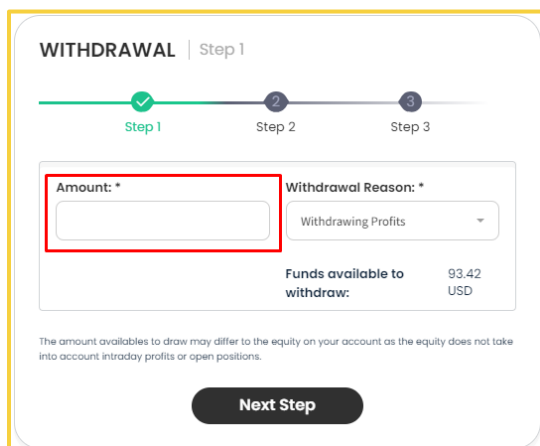 WITHDRAWAL | Step 1
2 3
Step 1 Step 2 Step 3
Amount: * Withdrawal Reason: *
Withdrawing Profits
Funds available to 93.42
withdraw: USD
The amount availables to draw may differ to the equity on your account as the equity does not take
into account intraday profits or open positions.
Next Step